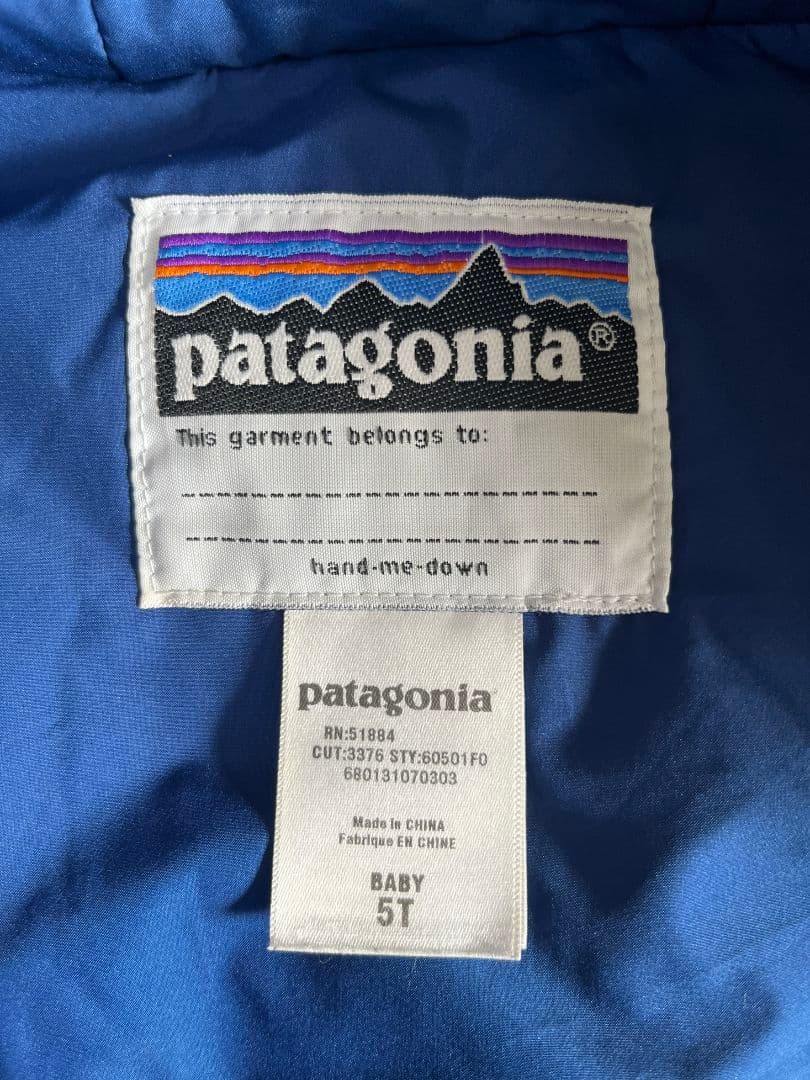 patagonia®
This garment belongs to:
hand-me-down
patagonia
RN:51884
CUT:3376 STY:60501F0
680131070303
Made in CHINA
Fabrique EN CHINE
BABY
5T